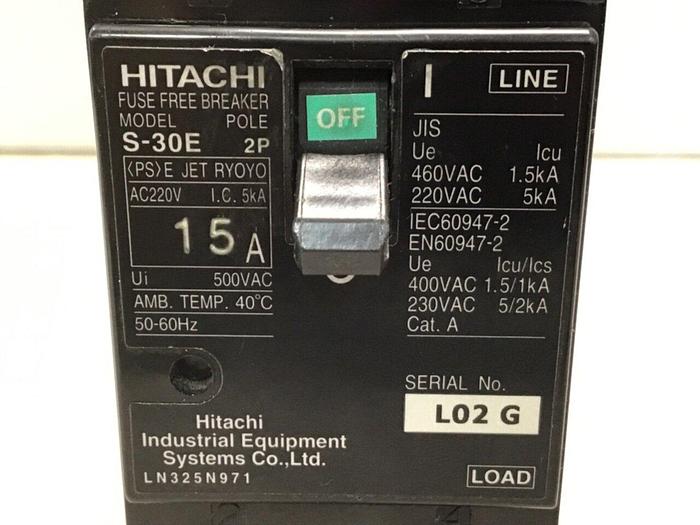 HITACHI
FUSE FREE BREAKER
MODEL POLE
S-30E 2P
<PS>E JET RYOYO
AC220V I.C. 5kA
15A
Ui 500VAC
AMB. TEMP. 40°C
50-60Hz
Hitachi
Industrial Equipment
Systems Co.,Ltd.
LN325N971
OFF
I LINE
JIS
Ue Icu
460VAC 1.5kA
220VAC 5kA
IEC60947-2
EN60947-2
Ue Icu/Ics
400VAC 1.5/1kA
230VAC 5/2kA
Cat. A
SERIAL No.
L02 G
LOAD